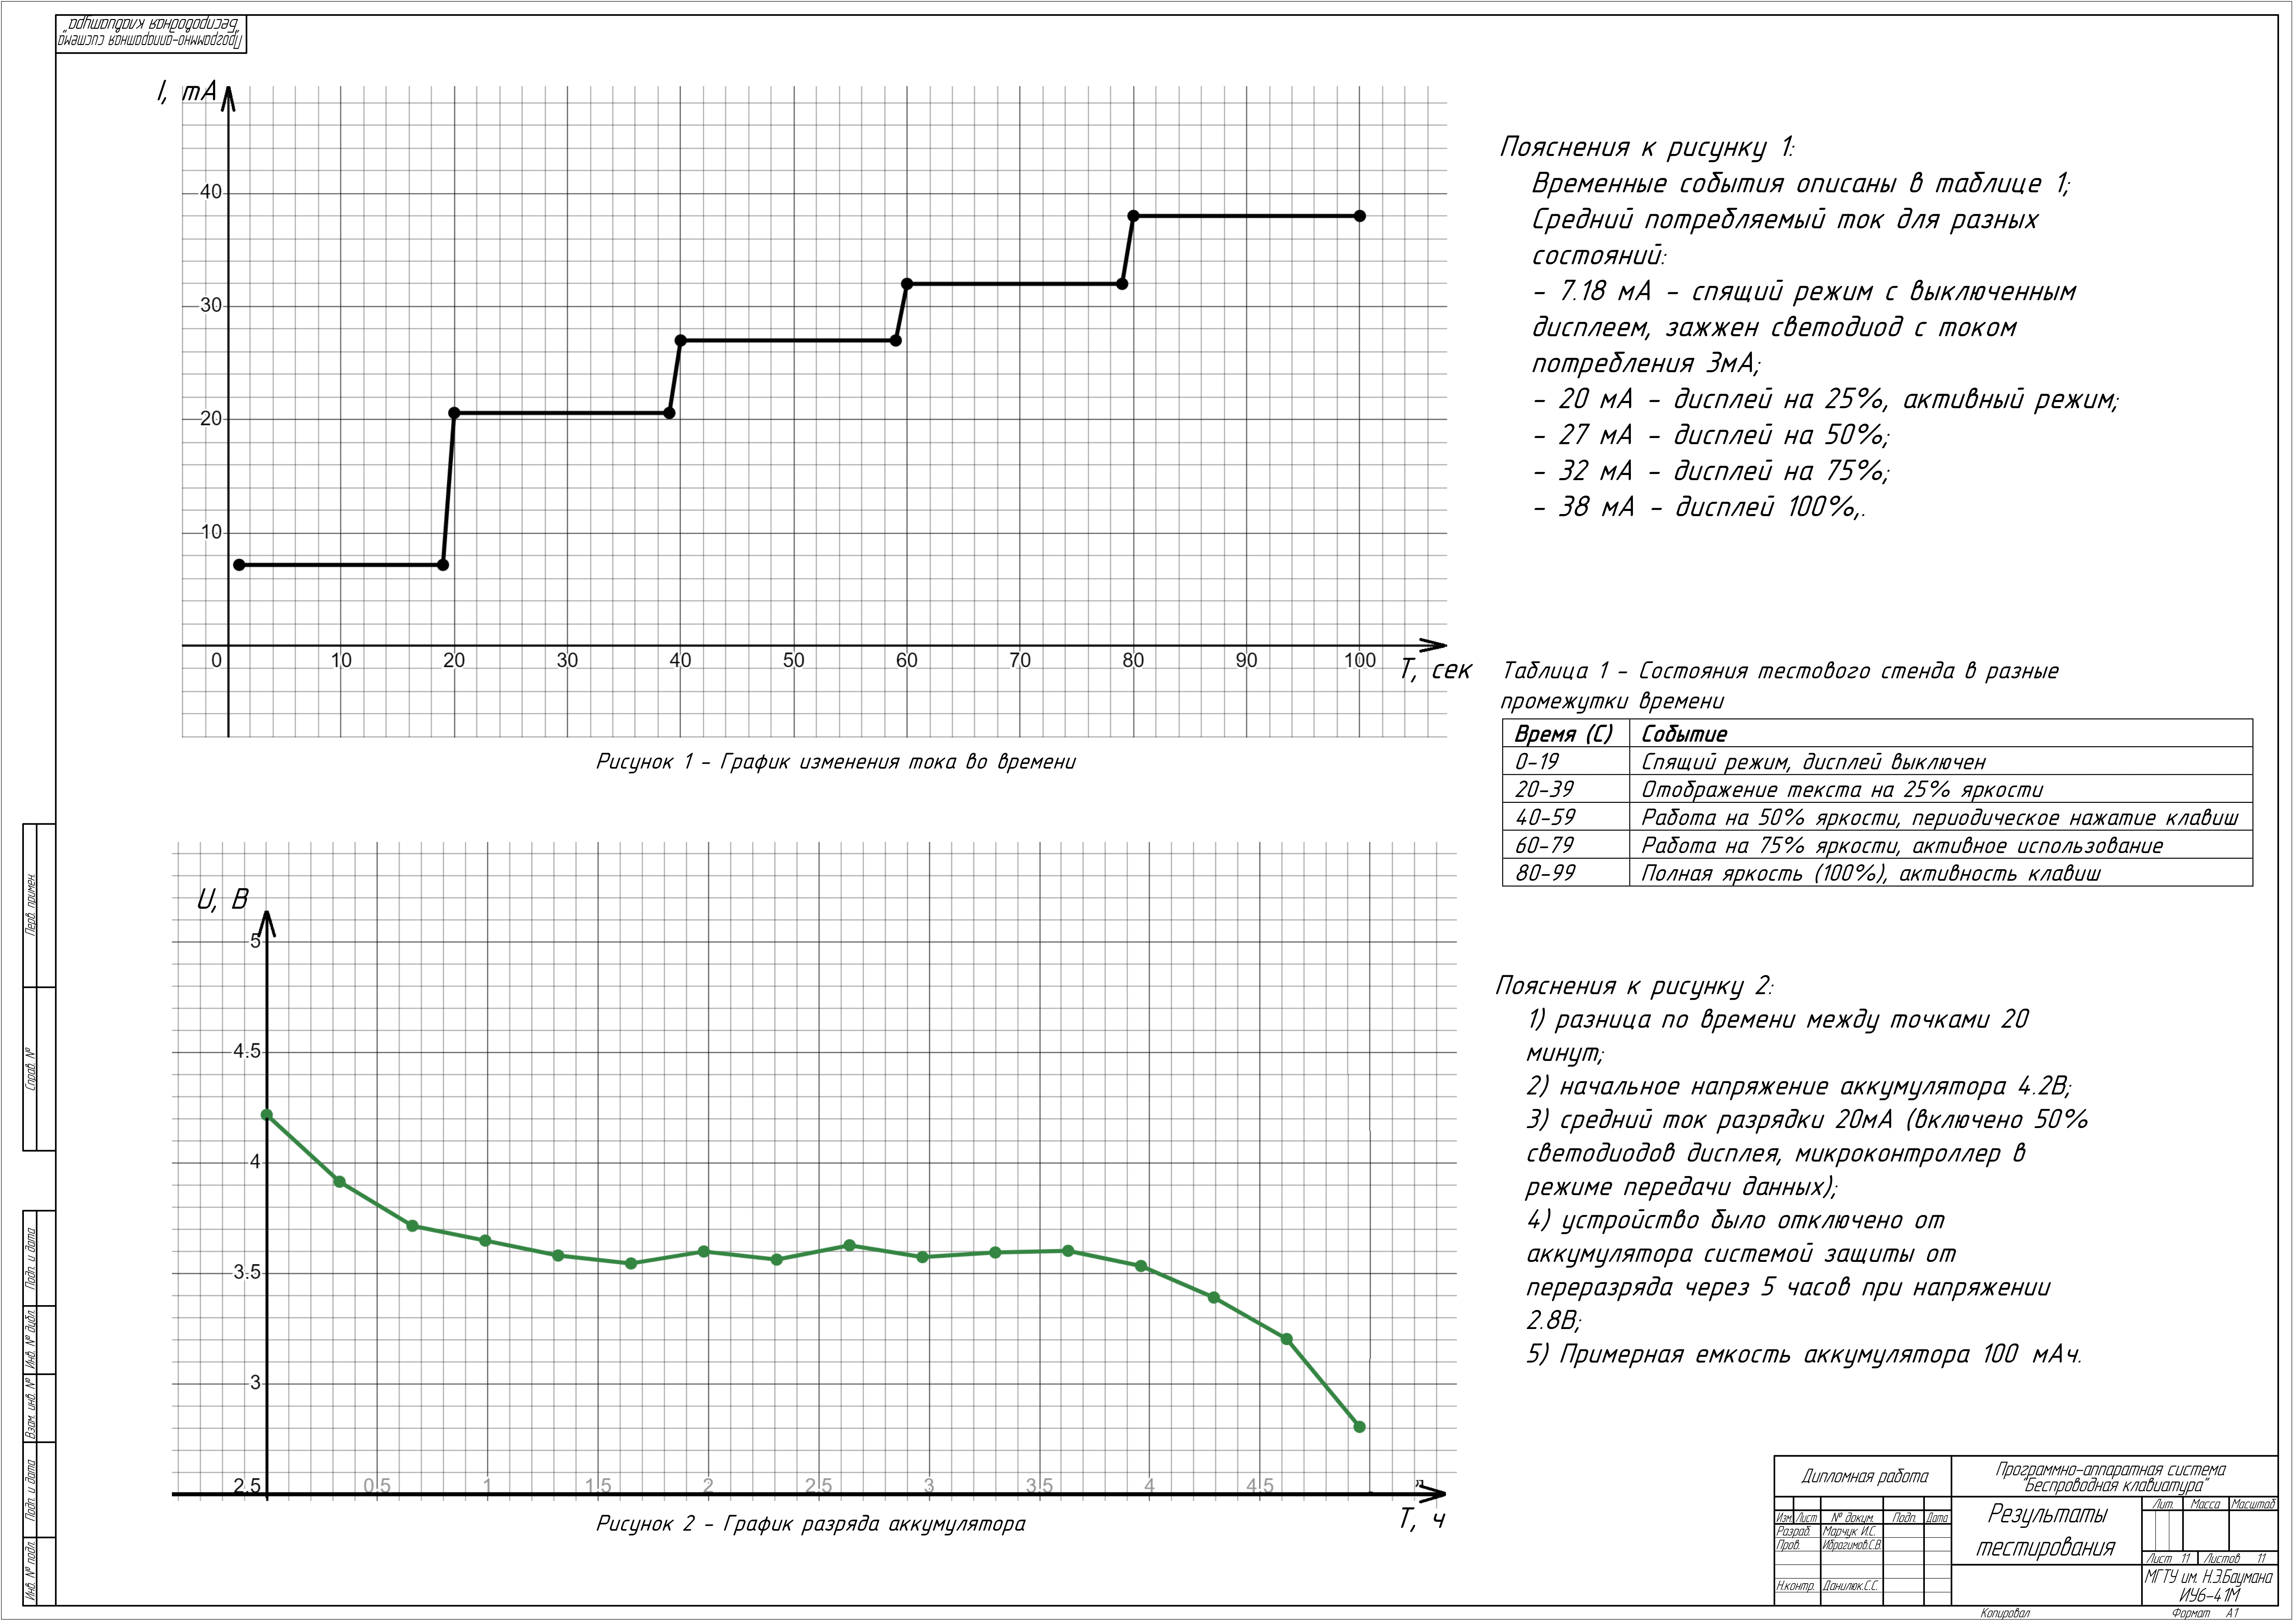 Программно-аппаратная система
"Беспроводная клавиатура
I, mA
40
30
20
10
0
10
20
30
40
50
60
70
80
90
100
T, сек
Рисунок 1 - График изменения тока во времени
Пояснения к рисунку 1:
Временные события описаны в таблице 1;
Средний потребляемый ток для разных
состояний:
- 7.18 мА - спящий режим с выключенным
дисплеем, зажжен светодиод с током
потребления 3мА;
- 20 мА - дисплей на 25%, активный режим;
- 27 мА - дисплей на 50%;
- 32 мА - дисплей на 75%;
- 38 мА - дисплей 100%,.
Таблица 1 - Состояния тестового стенда в разные
промежутки времени
Время (С) Событие
0-19 Спящий режим, дисплей выключен
20-39 Отображение текста на 25% яркости
40-59 Работа на 50% яркости, периодическое нажатие клавиш
60-79 Работа на 75% яркости, активное использование
80-99 Полная яркость (100%), активность клавиш
U, В
5
4.5
4
3.5
3
2.5
0.5
1
1.5
2
2.5
3
3.5
4
4.5
T, ч
Рисунок 2 - График разряда аккумулятора
Пояснения к рисунку 2:
1) разница по времени между точками 20
минут;
2) начальное напряжение аккумулятора 4.2В;
3) средний ток разрядки 20мА (включено 50%
светодиодов дисплея, микроконтроллер в
режиме передачи данных);
4) устройство было отключено от
аккумулятора системой защиты от
переразряда через 5 часов при напряжении
2.8В;
5) Примерная емкость аккумулятора 100 мАч.
Перв. примен.
Справ. №
Подп. и дата
Инв. № дубл.
Взам. инв. №
Подп. и дата
Инв. № подл.
Дипломная работа
Программно-аппаратная система
"Беспроводная клавиатура"
Изм. Лист № докум. Подп. Дата
Разраб. Марчук И.С.
Пров. Ибрагимов.С.В.
Н.контр. Данилюк.С.С.
Результаты
тестирования
Лит. Масса Масштаб
Лист 11 Листов 11
МГТУ им. Н.Э.Баумана
ИУ6-41М
Копировал Формат А1